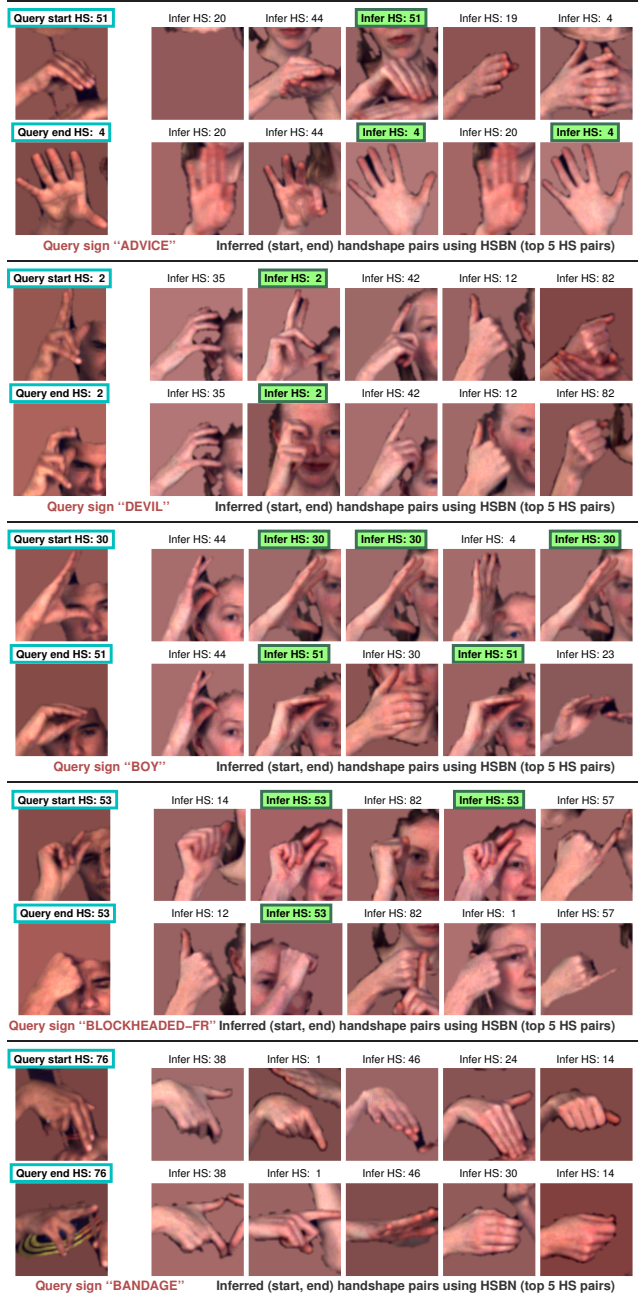 Query start HS: 51 Infer HS: 20 Infer HS: 44 Infer HS: 51 Infer HS: 19 Infer HS: 4
Query end HS: 4 Infer HS: 20 Infer HS: 44 Infer HS: 4 Infer HS: 20 Infer HS: 4
Query sign “ADVICE” Inferred (start, end) handshape pairs using HSBN (top 5 HS pairs)
Query start HS: 2 Infer HS: 35 Infer HS: 2 Infer HS: 42 Infer HS: 12 Infer HS: 82
Query end HS: 2 Infer HS: 35 Infer HS: 2 Infer HS: 42 Infer HS: 12 Infer HS: 82
Query sign “DEVIL” Inferred (start, end) handshape pairs using HSBN (top 5 HS pairs)
Query start HS: 30 Infer HS: 44 Infer HS: 30 Infer HS: 30 Infer HS: 4 Infer HS: 30
Query end HS: 51 Infer HS: 44 Infer HS: 51 Infer HS: 30 Infer HS: 51 Infer HS: 23
Query sign “BOY” Inferred (start, end) handshape pairs using HSBN (top 5 HS pairs)
Query start HS: 53 Infer HS: 14 Infer HS: 53 Infer HS: 82 Infer HS: 53 Infer HS: 57
Query end HS: 53 Infer HS: 12 Infer HS: 53 Infer HS: 82 Infer HS: 1 Infer HS: 57
Query sign “BLOCKHEADED−FR” Inferred (start, end) handshape pairs using HSBN (top 5 HS pairs)
Query start HS: 76 Infer HS: 38 Infer HS: 1 Infer HS: 46 Infer HS: 24 Infer HS: 14
Query end HS: 76 Infer HS: 38 Infer HS: 1 Infer HS: 46 Infer HS: 30 Infer HS: 14
Query sign “BANDAGE” Inferred (start, end) handshape pairs using HSBN (top 5 HS pairs)